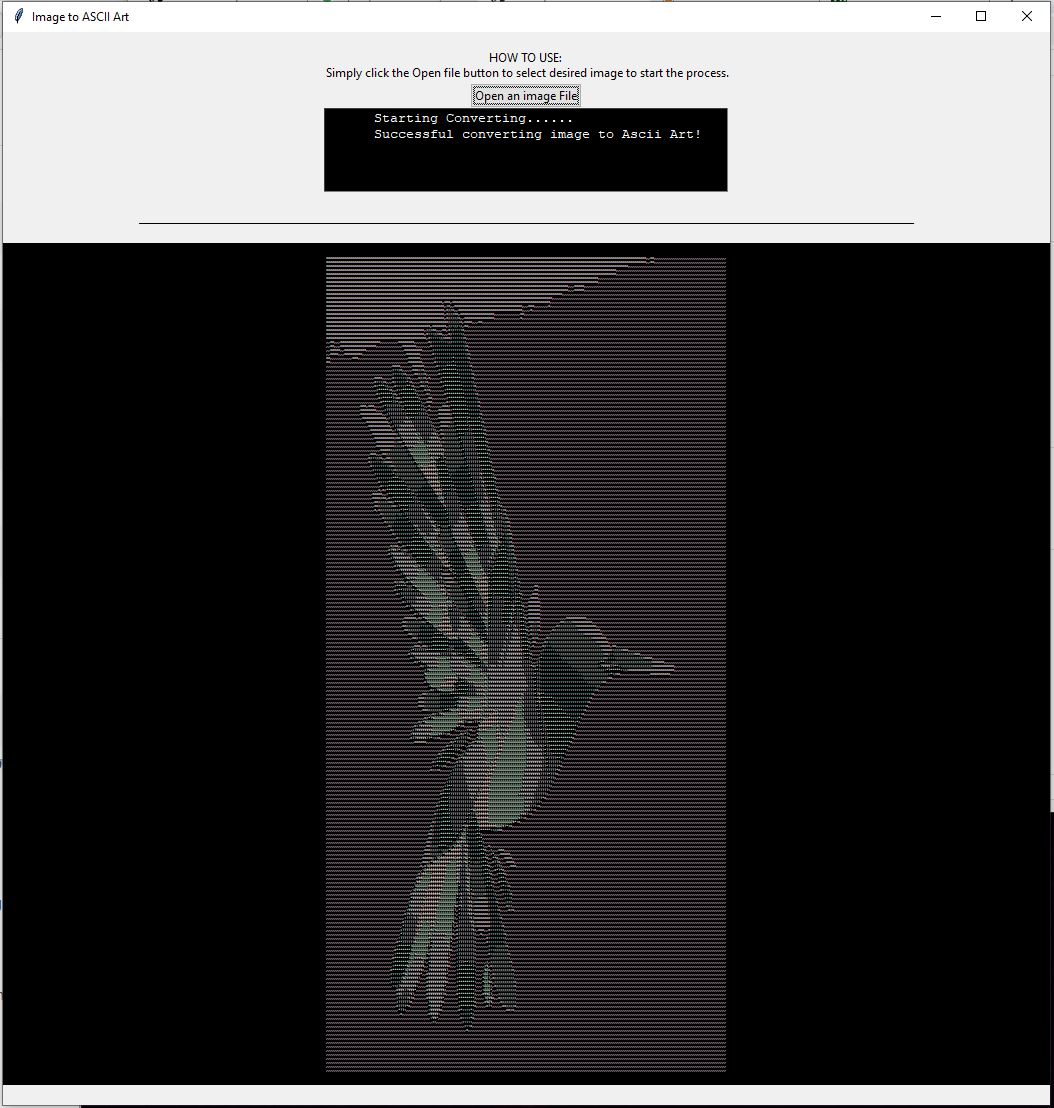 Image to ASCII Art
HOW TO USE:
Simply click the Open file button to select desired image to start the process.
Open an image File
Starting Converting......
Successful converting image to Ascii Art!